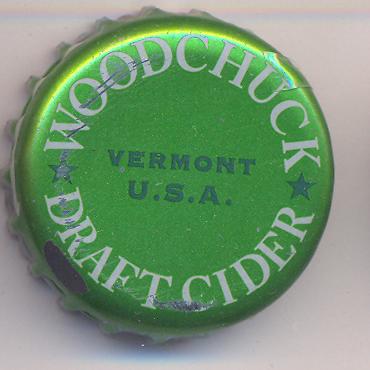 WOODCHUCK
VERMONT
U.S.A.
DRAFT CIDER